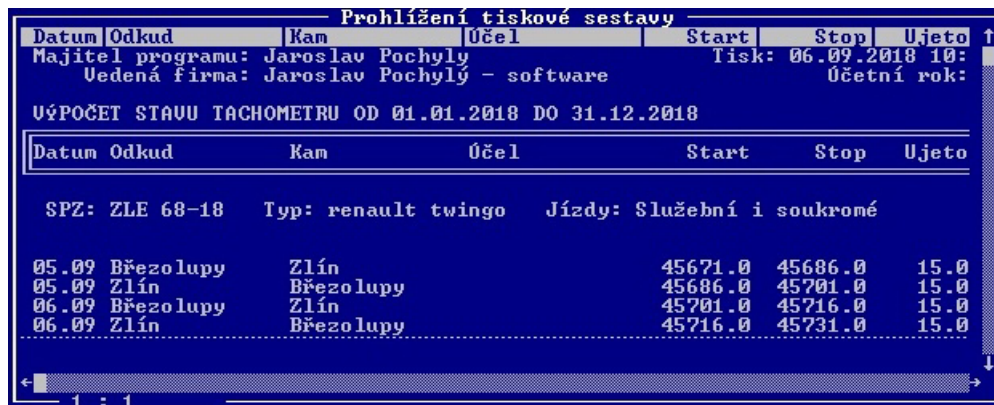 Prohlížení tiskové sestavy
Datum Odkud Kam Účel Start Stop Ujeto
Majitel programu: Jaroslav Pochyly Tisk: 06.09.2018 10:
Vedená firma: Jaroslav Pochylý - software Účetní rok:
VÝPOČET STAVU TACHOMETRU OD 01.01.2018 DO 31.12.2018
Datum Odkud Kam Účel Start Stop Ujeto
SPZ: ZLE 68-18 Typ: renault twingo Jízdy: Služební i soukromé
05.09 Březolupy Zlín 45671.0 45686.0 15.0
05.09 Zlín Březolupy 45686.0 45701.0 15.0
06.09 Březolupy Zlín 45701.0 45716.0 15.0
06.09 Zlín Březolupy 45716.0 45731.0 15.0
1 : 1